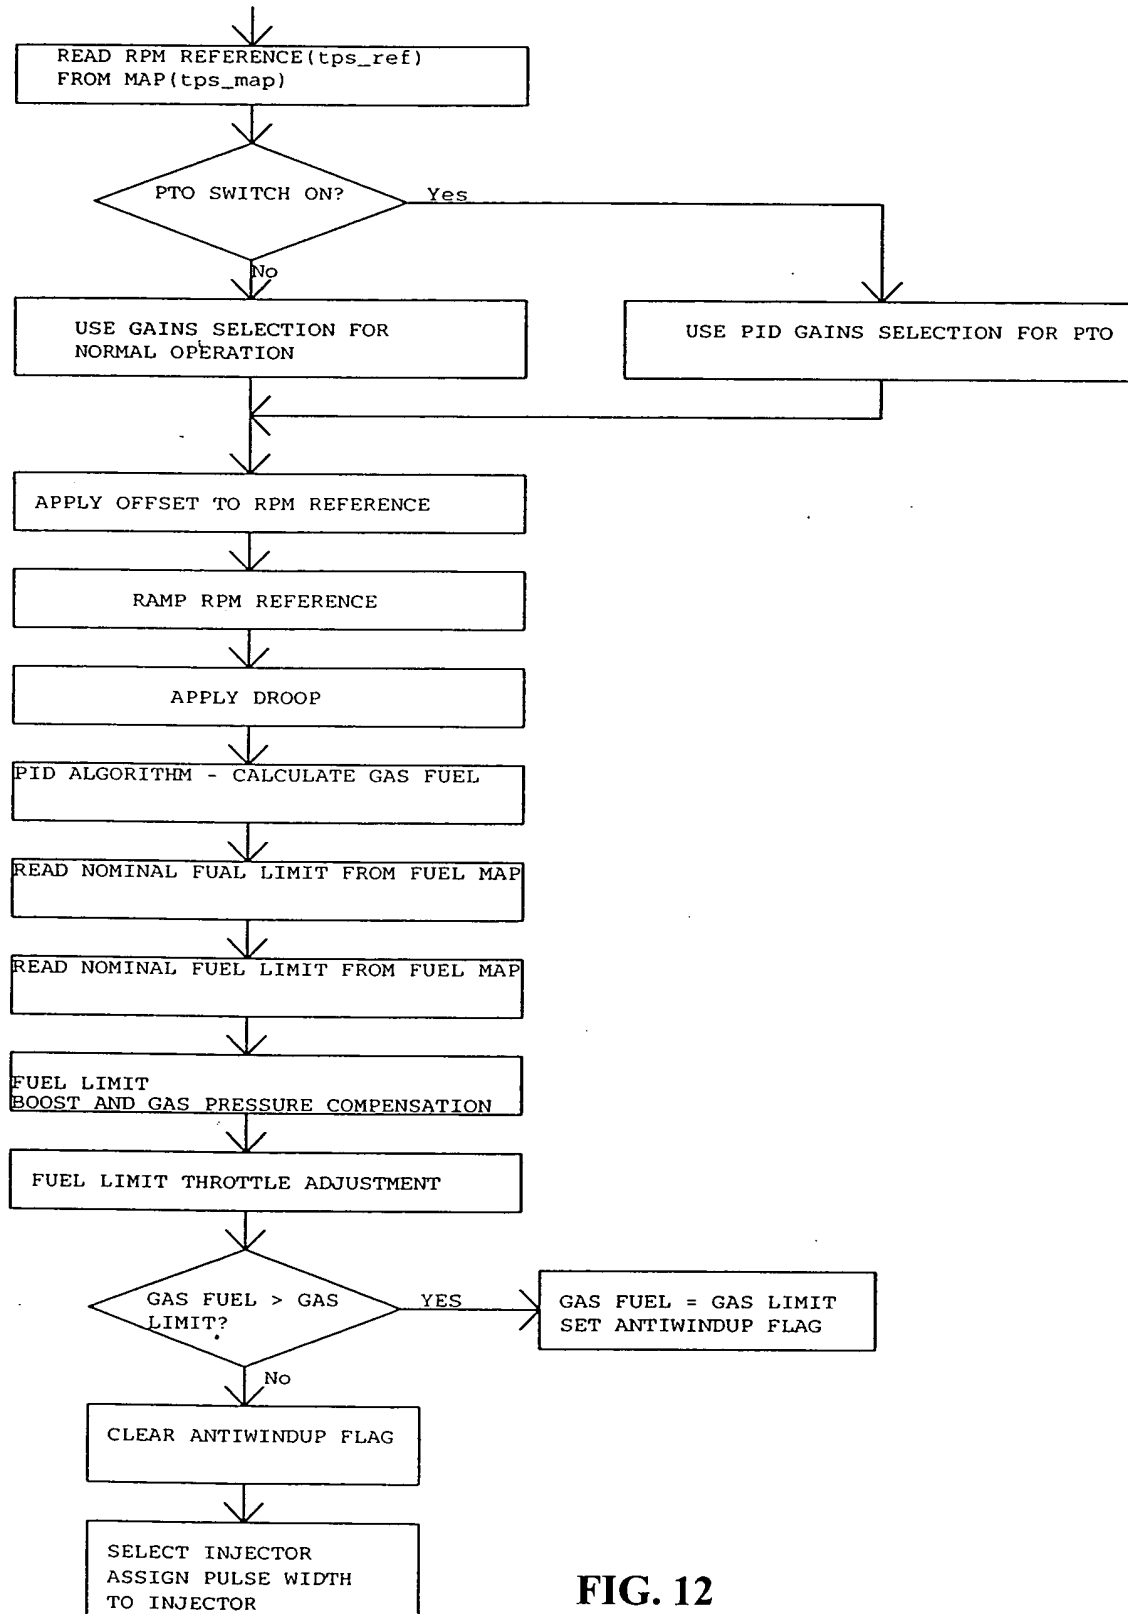 READ RPM REFERENCE(tps_ref)
FROM MAP(tps_map)
PTO SWITCH ON?
Yes
No
USE GAINS SELECTION FOR
NORMAL OPERATION
USE PID GAINS SELECTION FOR PTO
APPLY OFFSET TO RPM REFERENCE
RAMP RPM REFERENCE
APPLY DROOP
PID ALGORITHM - CALCULATE GAS FUEL
READ NOMINAL FUAL LIMIT FROM FUEL MAP
READ NOMINAL FUEL LIMIT FROM FUEL MAP
FUEL LIMIT
BOOST AND GAS PRESSURE COMPENSATION
FUEL LIMIT THROTTLE ADJUSTMENT
GAS FUEL > GAS
LIMIT?
YES
GAS FUEL = GAS LIMIT
SET ANTIWINDUP FLAG
No
CLEAR ANTIWINDUP FLAG
SELECT INJECTOR
ASSIGN PULSE WIDTH
TO INJECTOR
FIG. 12